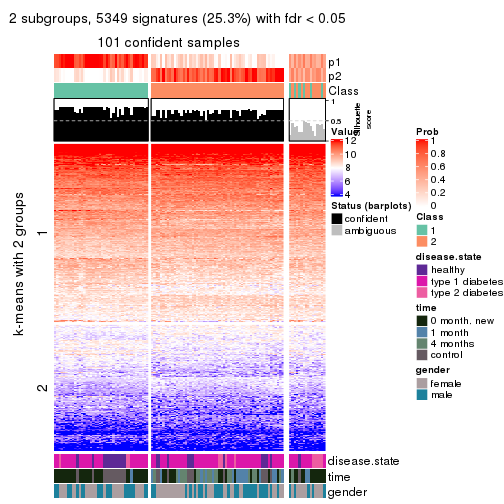 2 subgroups, 5349 signatures (25.3%) with fdr < 0.05
101 confident samples
p1
p2
Class
1
0.5
0
Silhouette
score
k-means with 2 groups
1
2
disease.state
time
gender
Value
12
10
8
6
4
Status (barplots)
confident
ambiguous
Prob
1
0.8
0.6
0.4
0.2
0
Class
1
2
disease.state
healthy
type 1 diabetes
type 2 diabetes
time
0 month. new
1 month
4 months
control
gender
female
male